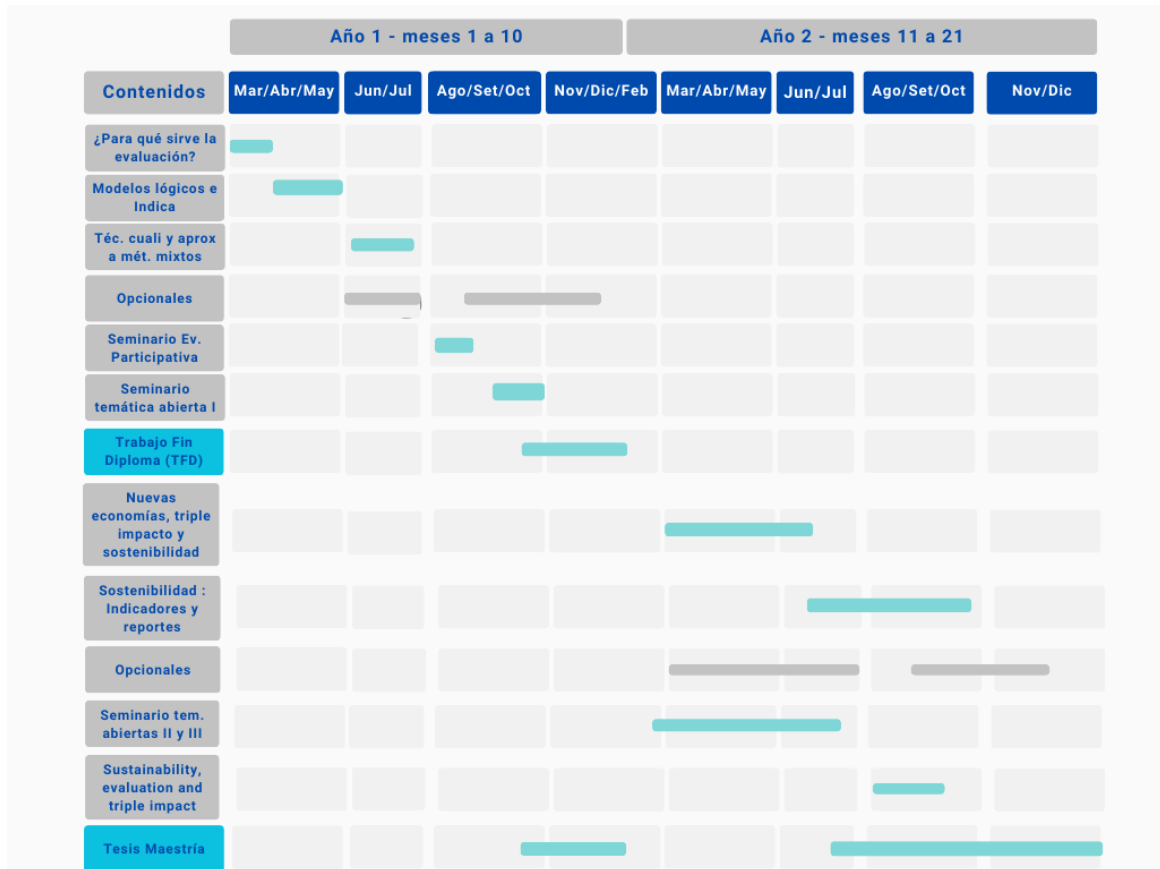 Año 1 - meses 1 a 10
Año 2 - meses 11 a 21
Contenidos
Mar/Abr/May
Jun/Jul
Ago/Set/Oct
Nov/Dic/Feb
Mar/Abr/May
Jun/Jul
Ago/Set/Oct
Nov/Dic
¿Para qué sirve la
evaluación?
Modelos lógicos e
Indica
Téc. cuali y aprox
a mét. mixtos
Opcionales
Seminario Ev.
Participativa
Seminario
temática abierta I
Trabajo Fin
Diploma (TFD)
Nuevas
economías, triple
impacto y
sostenibilidad
Sostenibilidad :
Indicadores y
reportes
Opcionales
Seminario tem.
abiertas II y III
Sustainability,
evaluation and
triple impact
Tesis Maestría